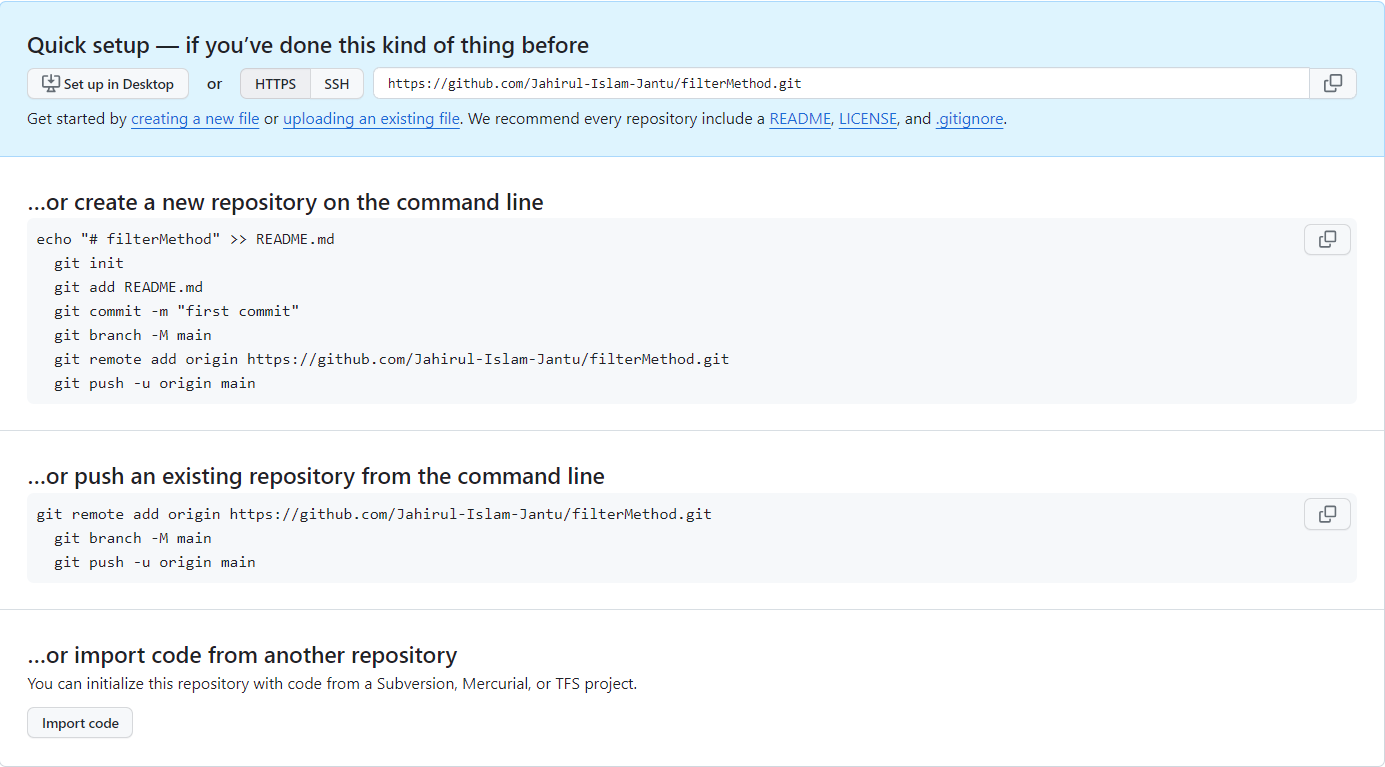 Quick setup — if you’ve done this kind of thing before
Set up in Desktop or HTTPS SSH https://github.com/Jahirul-Islam-Jantu/filterMethod.git
Get started by creating a new file or uploading an existing file. We recommend every repository include a README, LICENSE, and .gitignore.
…or create a new repository on the command line
echo "# filterMethod" >> README.md
git init
git add README.md
git commit -m "first commit"
git branch -M main
git remote add origin https://github.com/Jahirul-Islam-Jantu/filterMethod.git
git push -u origin main
…or push an existing repository from the command line
git remote add origin https://github.com/Jahirul-Islam-Jantu/filterMethod.git
git branch -M main
git push -u origin main
…or import code from another repository
You can initialize this repository with code from a Subversion, Mercurial, or TFS project.
Import code